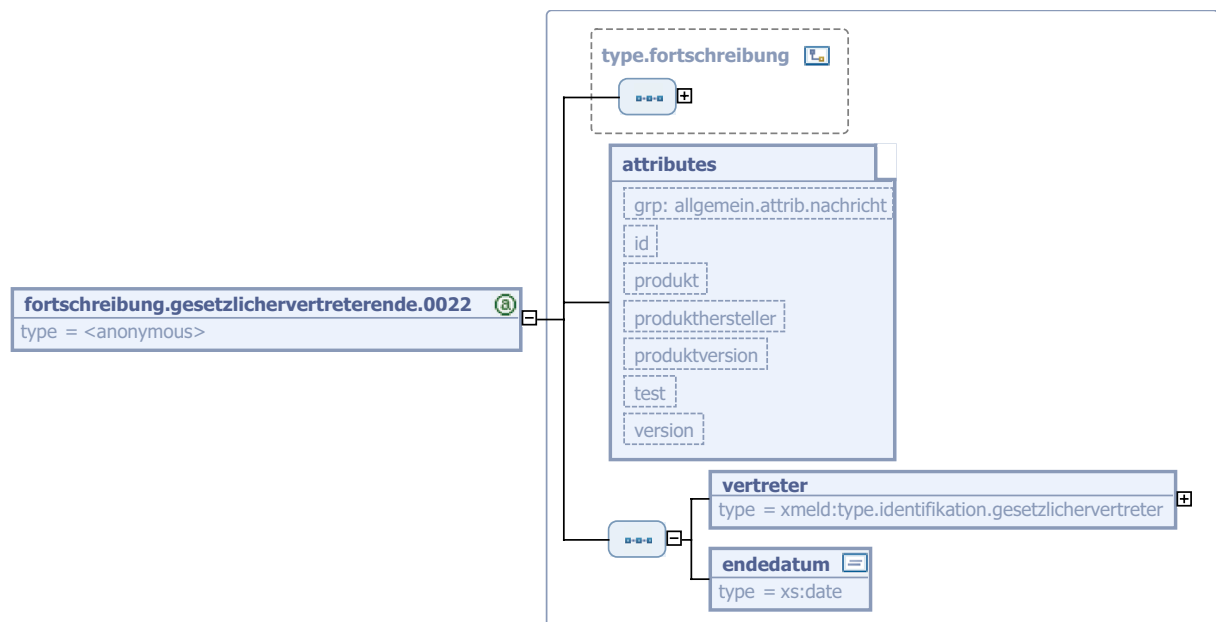 type.fortschreibung
attributes
grp: allgemein.attrib.nachricht
id
produkt
produkthersteller
produktversion
test
version
fortschreibung.gesetzlichervertreterende.0022 a
type = <anonymous>
vertreter
type = xmeld:type.identifikation.gesetzlichervertreter
endedatum
type = xs:date